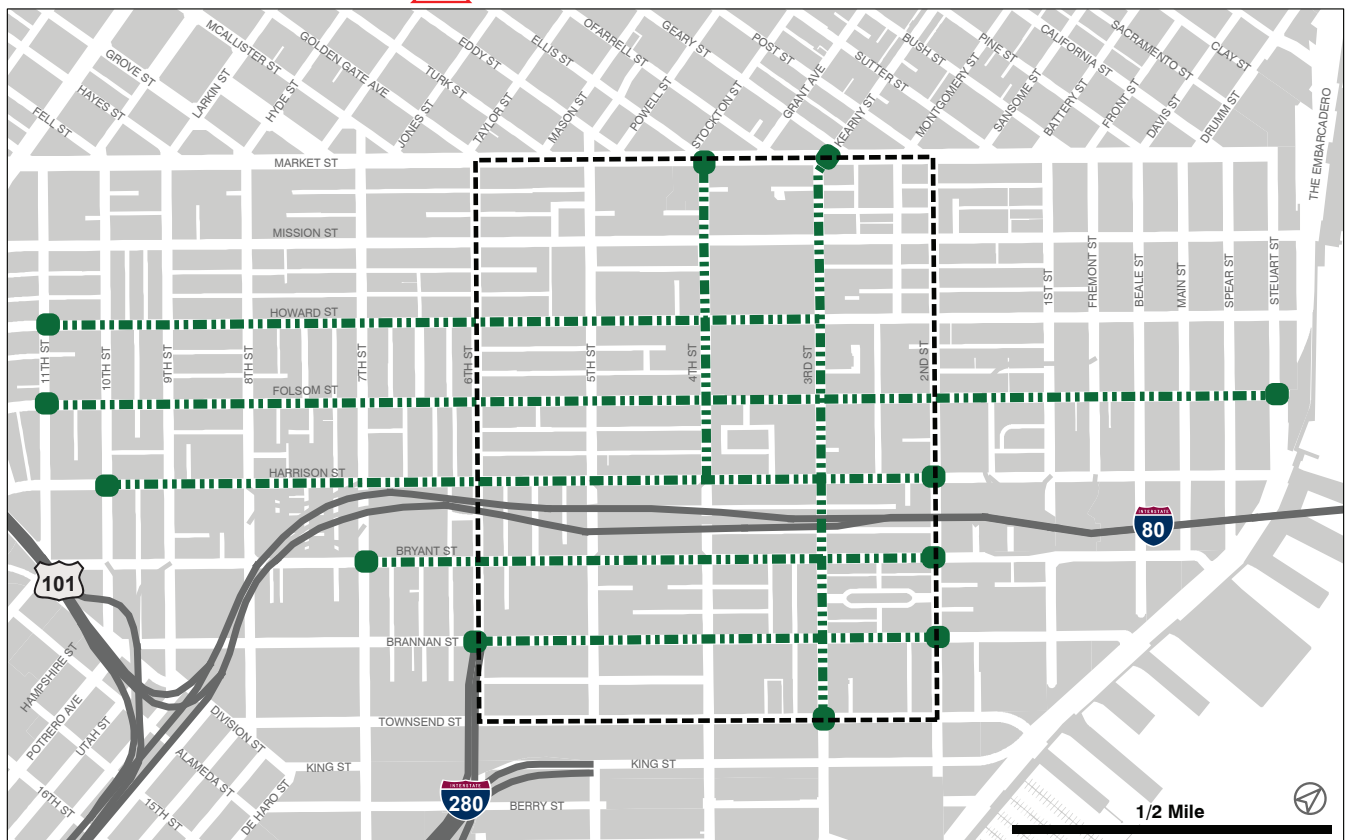 GROVE ST
MCALLISTER ST
GOLDEN GATE AVE
EDDY ST
ELLIS ST
OFARRELL ST
GEARY ST
POST ST
GRANT AVE
SUTTER ST
BUSH ST
PINE ST
CALIFORNIA ST
SACRAMENTO ST
CLAY ST
FELL ST
HAYES ST
LARKIN ST
HYDE ST
JONES ST
TURK ST
TAYLOR ST
MASON ST
POWELL ST
STOCKTON ST
KEARNY ST
MONTGOMERY ST
SANSOME ST
BATTERY ST
FRONT ST
DAVIS ST
DRUMM ST
THE EMBARCADERO
MARKET ST
MISSION ST
HOWARD ST
11TH ST
10TH ST
9TH ST
8TH ST
7TH ST
6TH ST
5TH ST
4TH ST
3RD ST
2ND ST
1ST ST
FREMONT ST
BEALE ST
MAIN ST
SPEAR ST
STEUART ST
FOLSOM ST
HARRISON ST
BRYANT ST
INTERSTATE
80
101
BRANNAN ST
HAMPSHIRE ST
POTRERO AVE
UTAH ST
DIVISION ST
ALAMEDA ST
TOWNSEND ST
KING ST
KING ST
16TH ST
15TH ST
DE HARO ST
INTERSTATE
280
BERRY ST
1/2 Mile